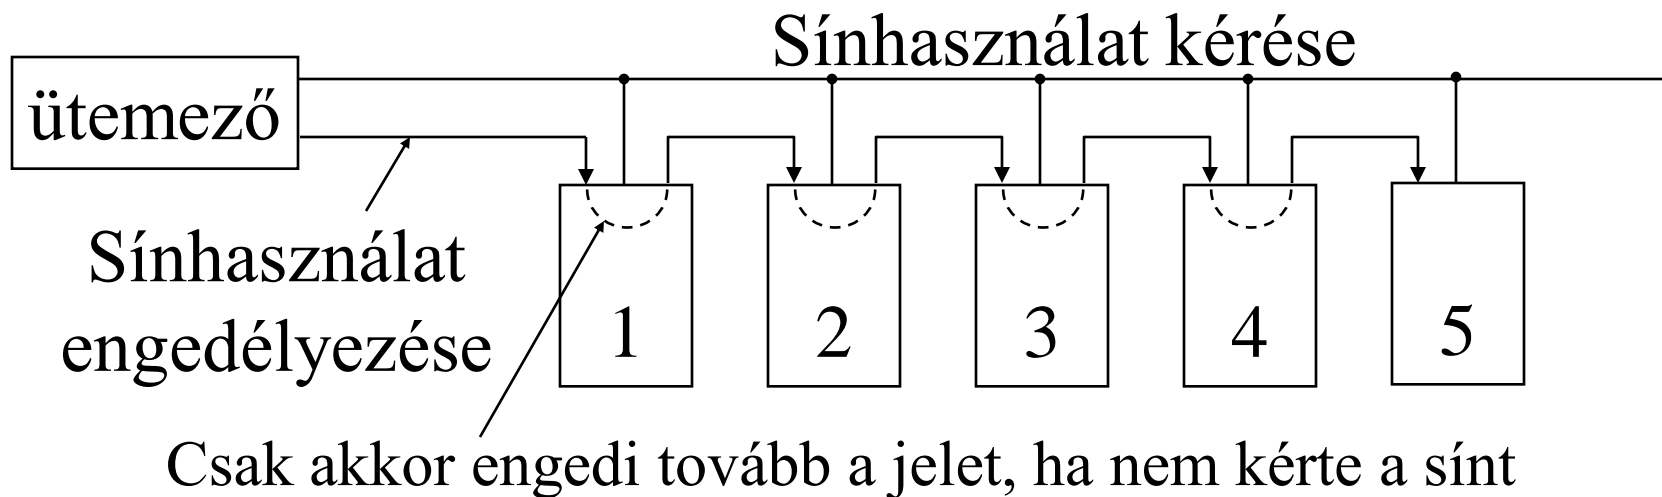 Sínhasználat kérése
ütemező
Sínhasználat
engedélyezése
1 2 3 4 5
Csak akkor engedi tovább a jelet, ha nem kérte a sínt